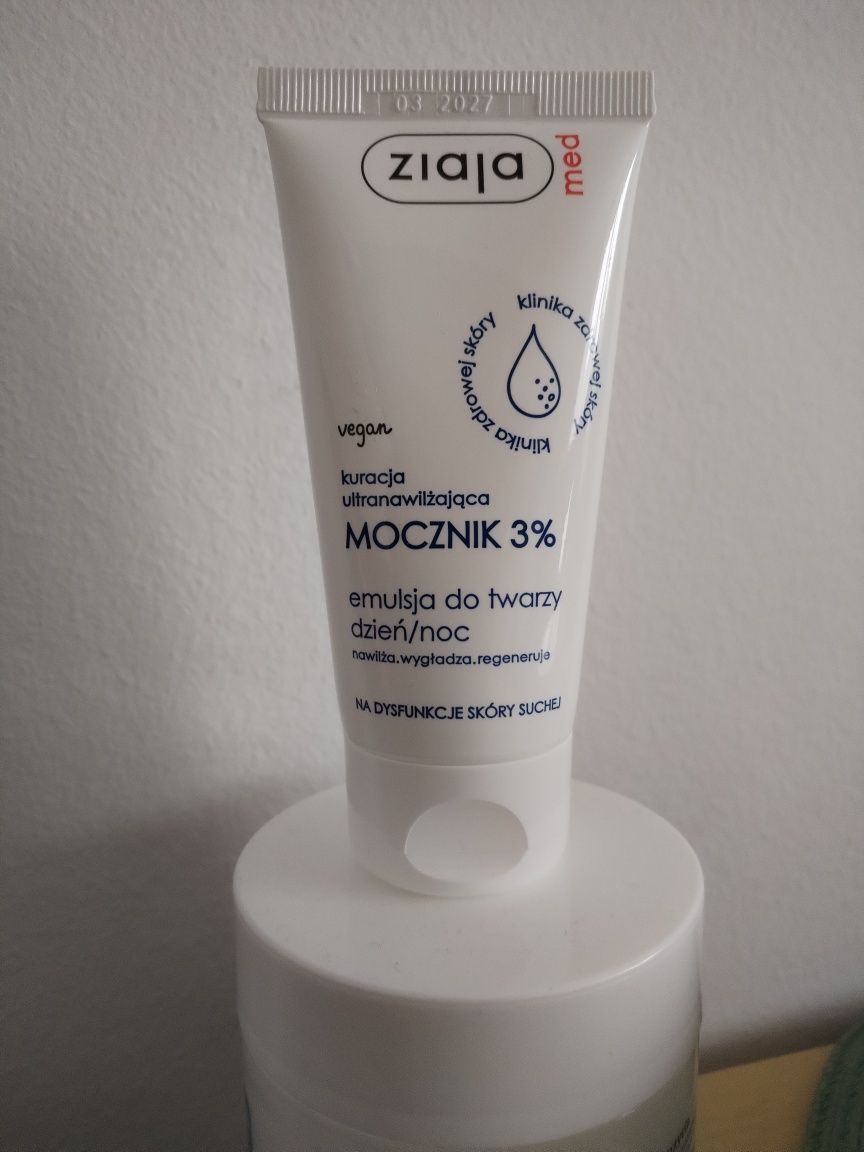 03 2027
ziaja
med
klinika zdrowej skóry
klinika zdrowej skóry
vegan
kuracja
ultranawilżająca
MOCZNIK 3%
emulsja do twarzy
dzień/noc
nawilża.wygładza.regeneruje
NA DYSFUNKCJE SKÓRY SUCHEJ